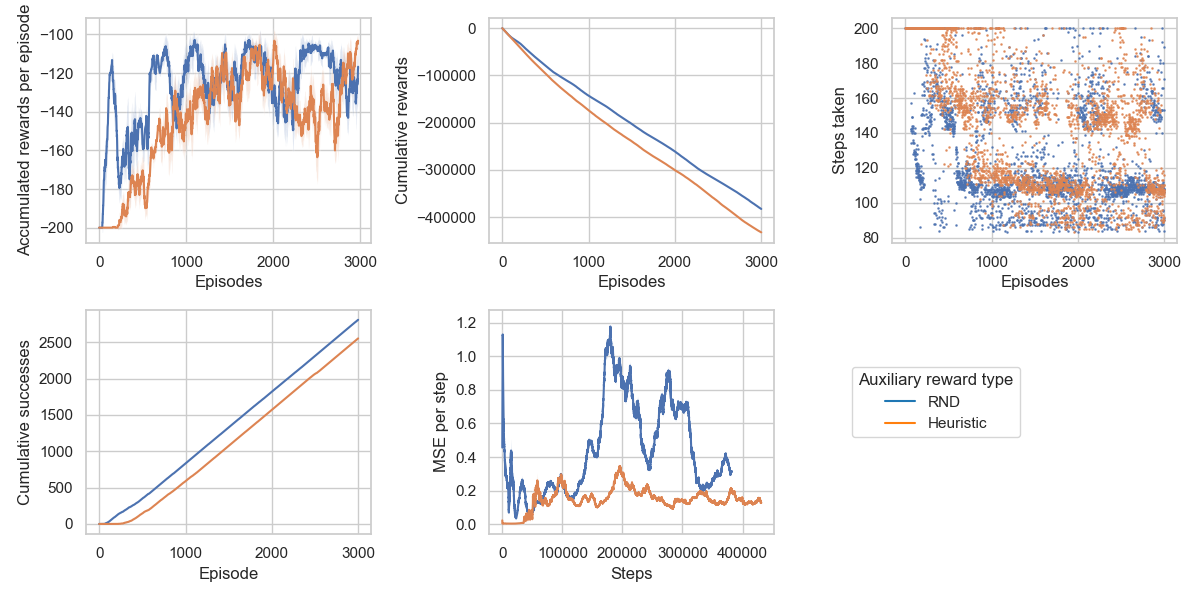 Accumulated rewards per episode
−100
−120
−140
−160
−180
−200
0 1000 2000 3000
Episodes
Cumulative rewards
0
−100000
−200000
−300000
−400000
0 1000 2000 3000
Episodes
Steps taken
200
180
160
140
120
100
80
0 1000 2000 3000
Episodes
Cumulative successes
2500
2000
1500
1000
500
0
0 1000 2000 3000
Episode
MSE per step
1.2
1.0
0.8
0.6
0.4
0.2
0.0
0 100000 200000 300000 400000
Steps
Auxiliary reward type
RND
Heuristic